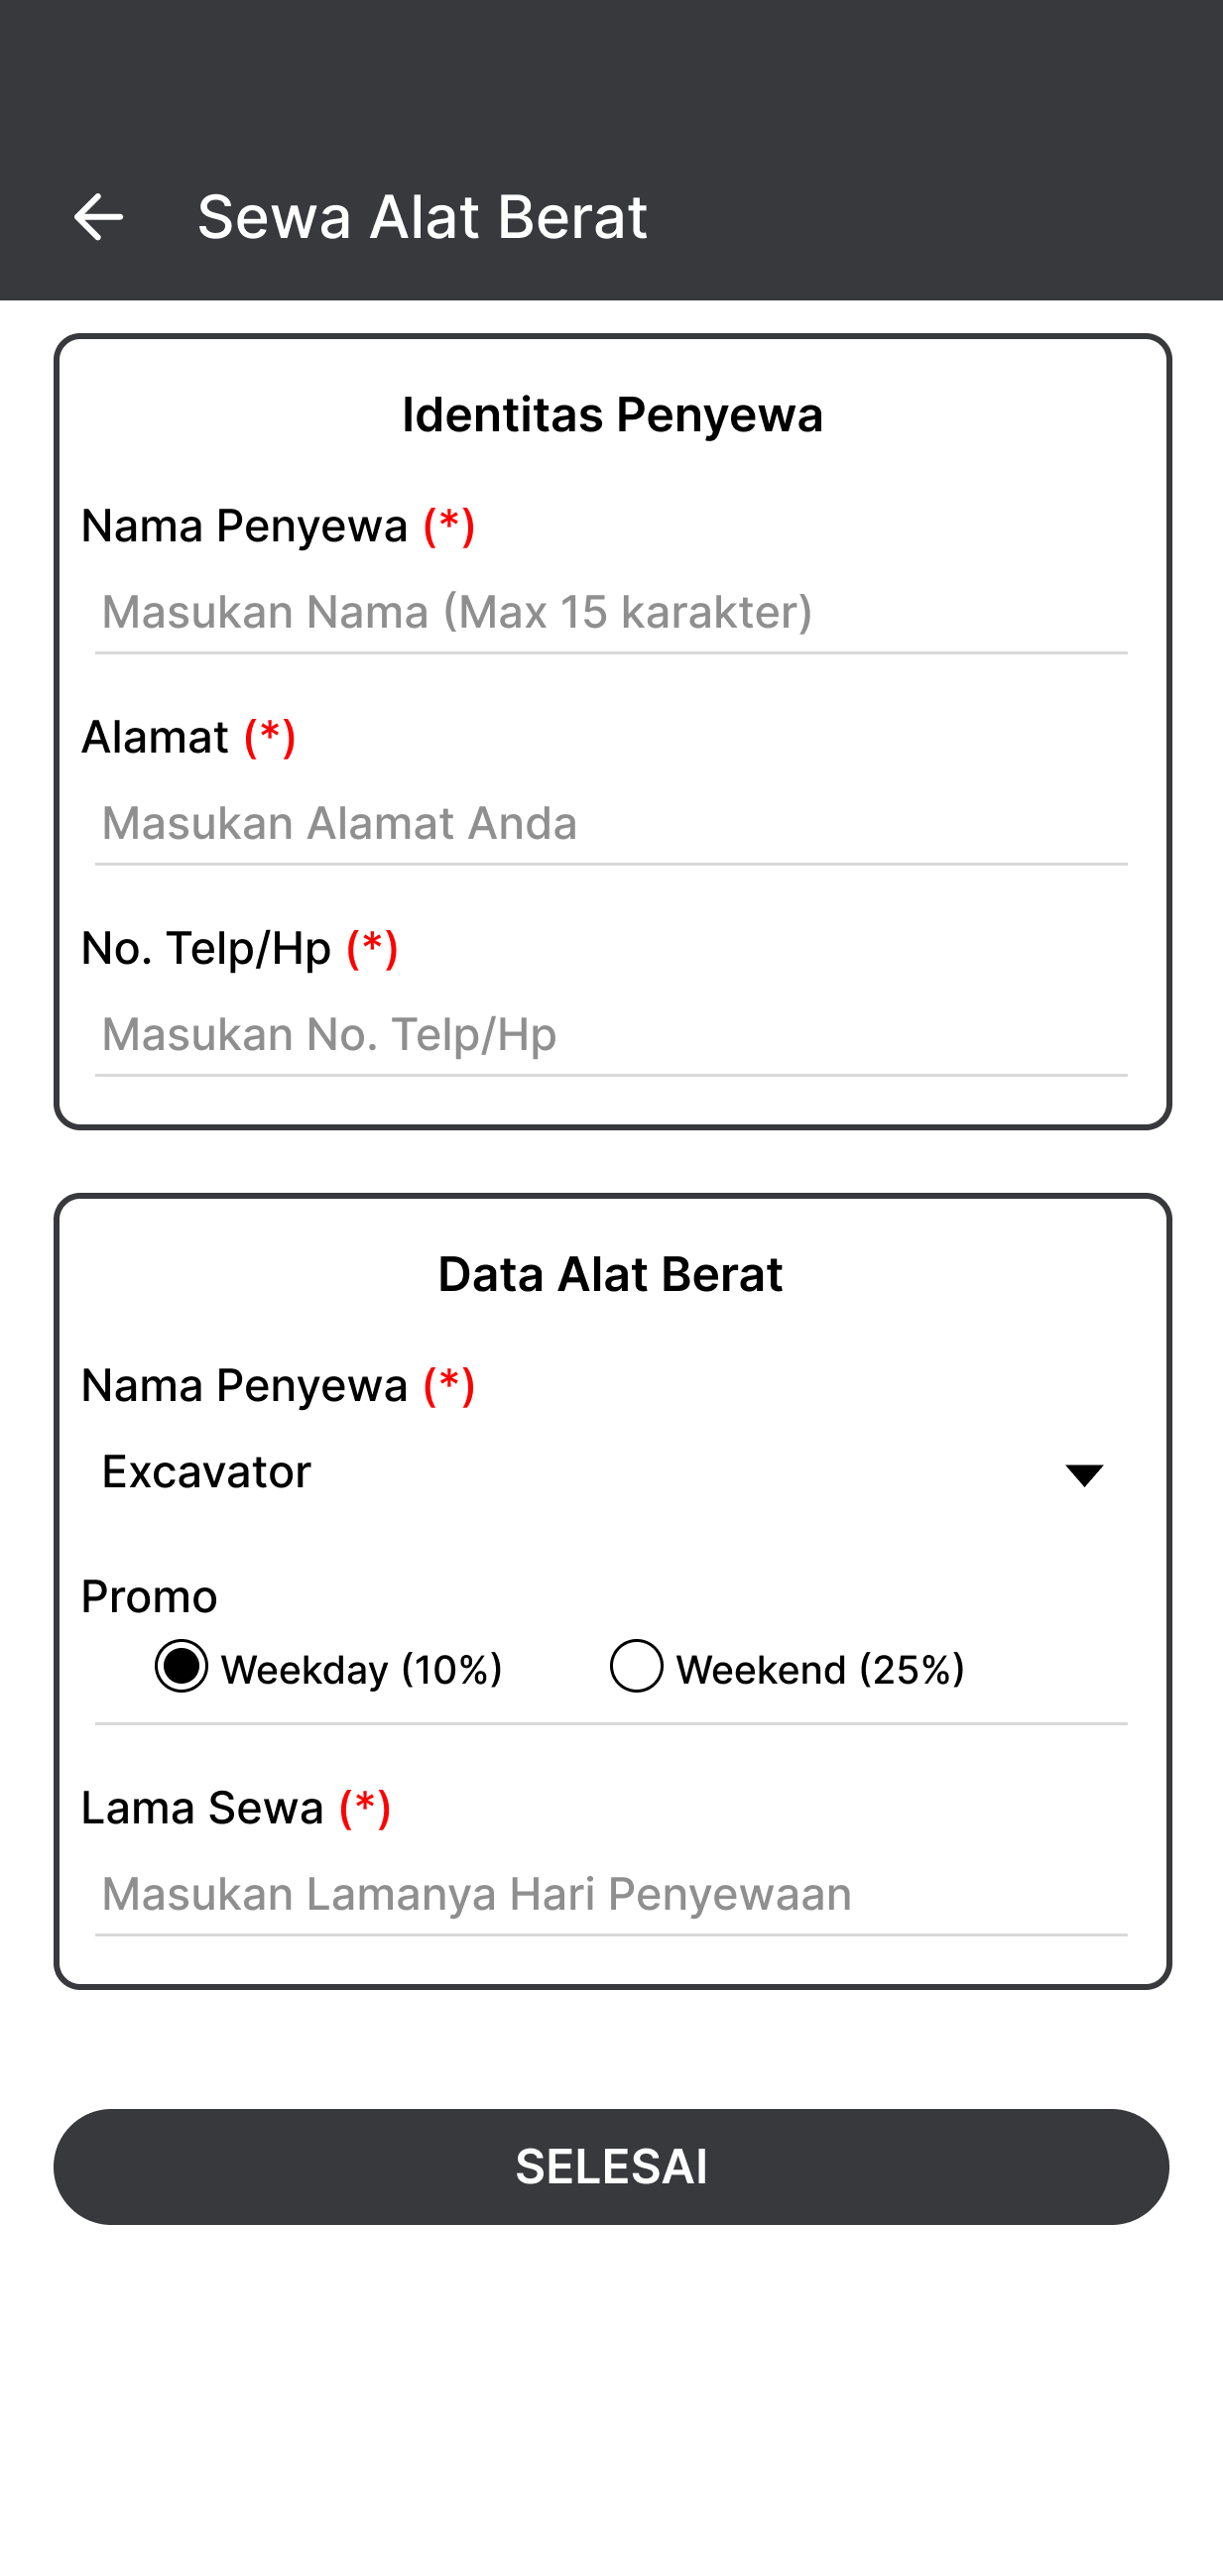 Sewa Alat Berat
Identitas Penyewa
Nama Penyewa (*)
Masukan Nama (Max 15 karakter)
Alamat (*)
Masukan Alamat Anda
No. Telp/Hp (*)
Masukan No. Telp/Hp
Data Alat Berat
Nama Penyewa (*)
Excavator
Promo
Weekday (10%) Weekend (25%)
Lama Sewa (*)
Masukan Lamanya Hari Penyewaan
SELESAI